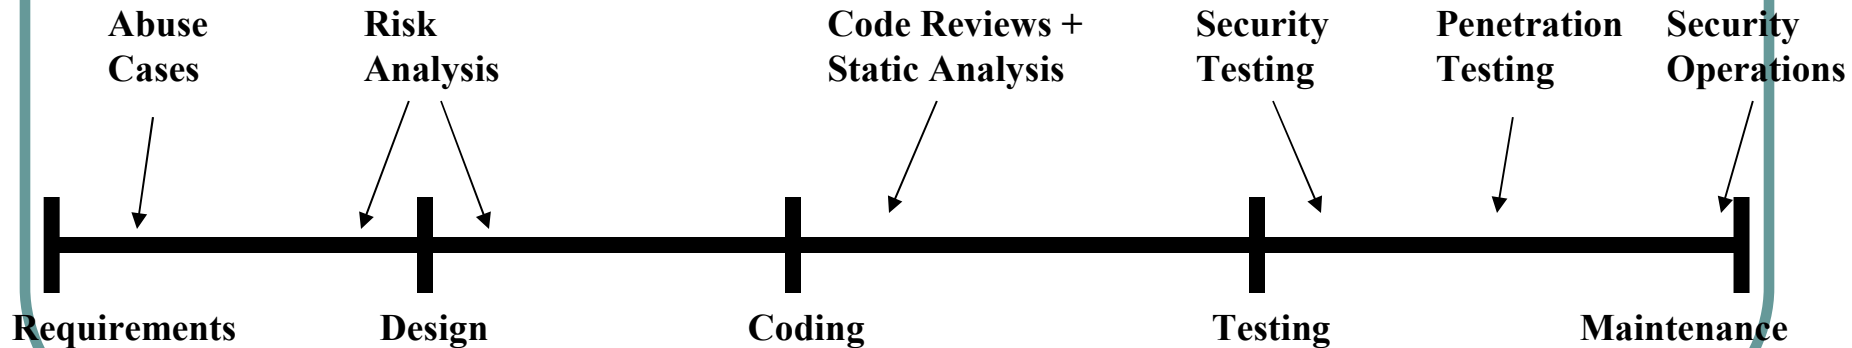 Abuse
Cases
Risk
Analysis
Code Reviews +
Static Analysis
Security
Testing
Penetration
Testing
Security
Operations
Requirements
Design
Coding
Testing
Maintenance